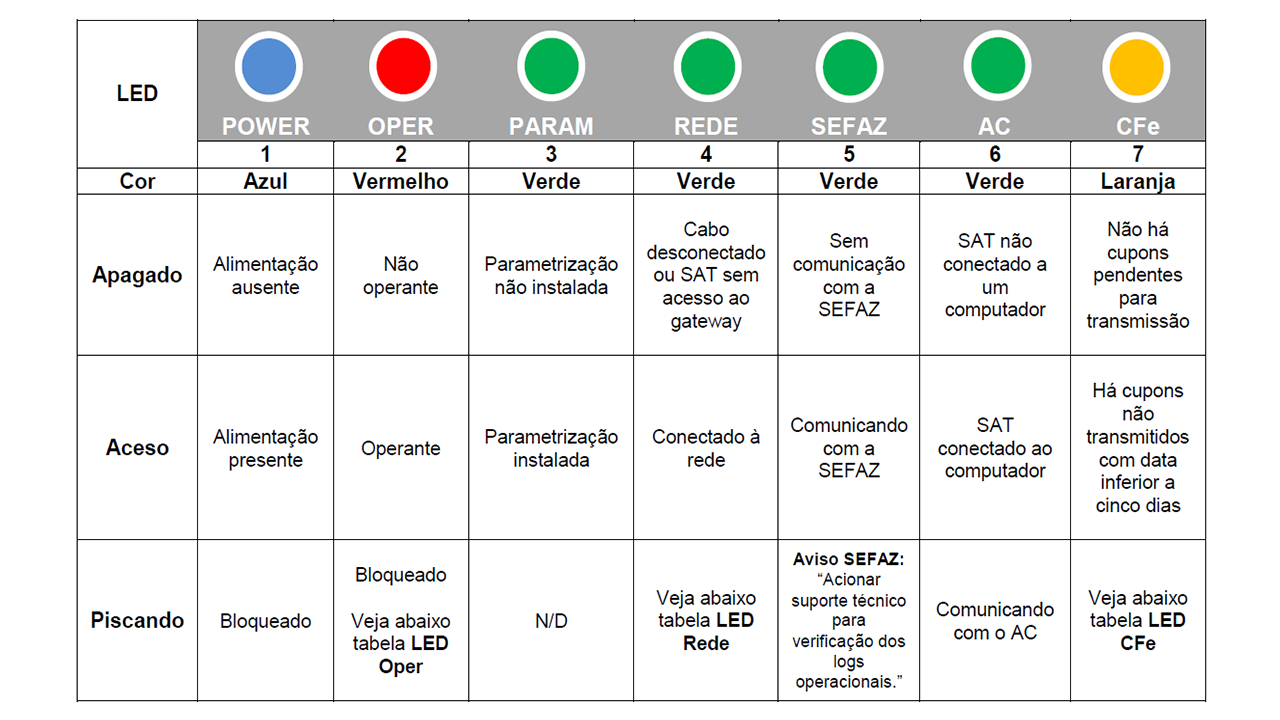 LED
POWER
OPER
PARAM
REDE
SEFAZ
AC
CFe
1
2
3
4
5
6
7
Cor
Azul
Vermelho
Verde
Verde
Verde
Verde
Laranja
Apagado
Alimentação
ausente
Não
operante
Parametrização
não instalada
Cabo
desconectado
ou SAT sem
acesso ao
gateway
Sem
comunicação
com a
SEFAZ
SAT não
conectado a
um
computador
Não há
cupons
pendentes
para
transmissão
Aceso
Alimentação
presente
Operante
Parametrização
instalada
Conectado à
rede
Comunicando
com a
SEFAZ
SAT
conectado ao
computador
Há cupons
não
transmitidos
com data
inferior a
cinco dias
Piscando
Bloqueado
Bloqueado
Veja abaixo
tabela LED
Oper
N/D
Veja abaixo
tabela LED
Rede
Aviso SEFAZ:
“Acionar
suporte técnico
para
verificação dos
logs
operacionais.”
Comunicando
com o AC
Veja abaixo
tabela LED
CFe